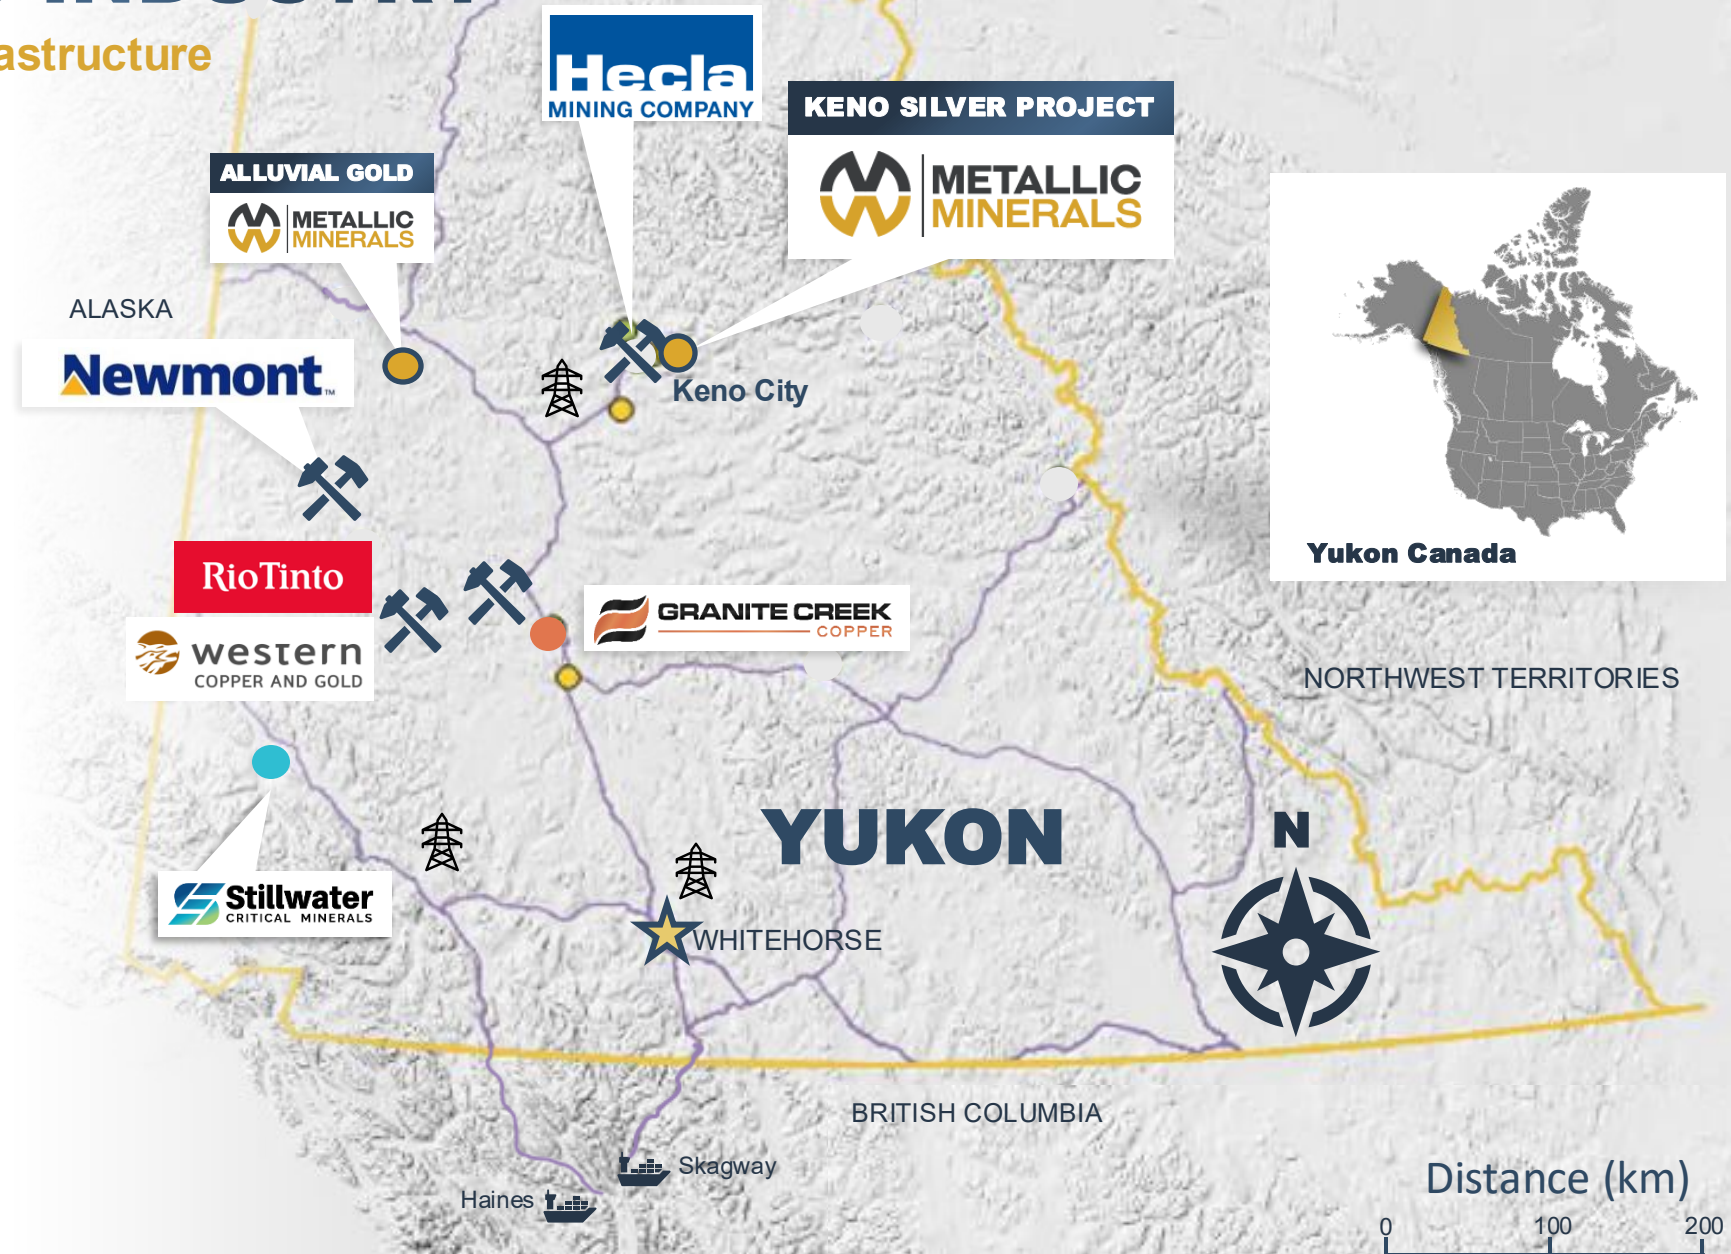 INDUSTRY
astructure
Hecla
MINING COMPANY
KENO SILVER PROJECT
METALLIC
MINERALS
ALLUVIAL GOLD
METALLIC
MINERALS
ALASKA
Newmont™
Keno City
Yukon Canada
RioTinto
western
COPPER AND GOLD
GRANITE CREEK
COPPER
NORTHWEST TERRITORIES
YUKON
N
Stillwater
CRITICAL MINERALS
WHITEHORSE
BRITISH COLUMBIA
Skagway
Haines
Distance (km)
0 100 200